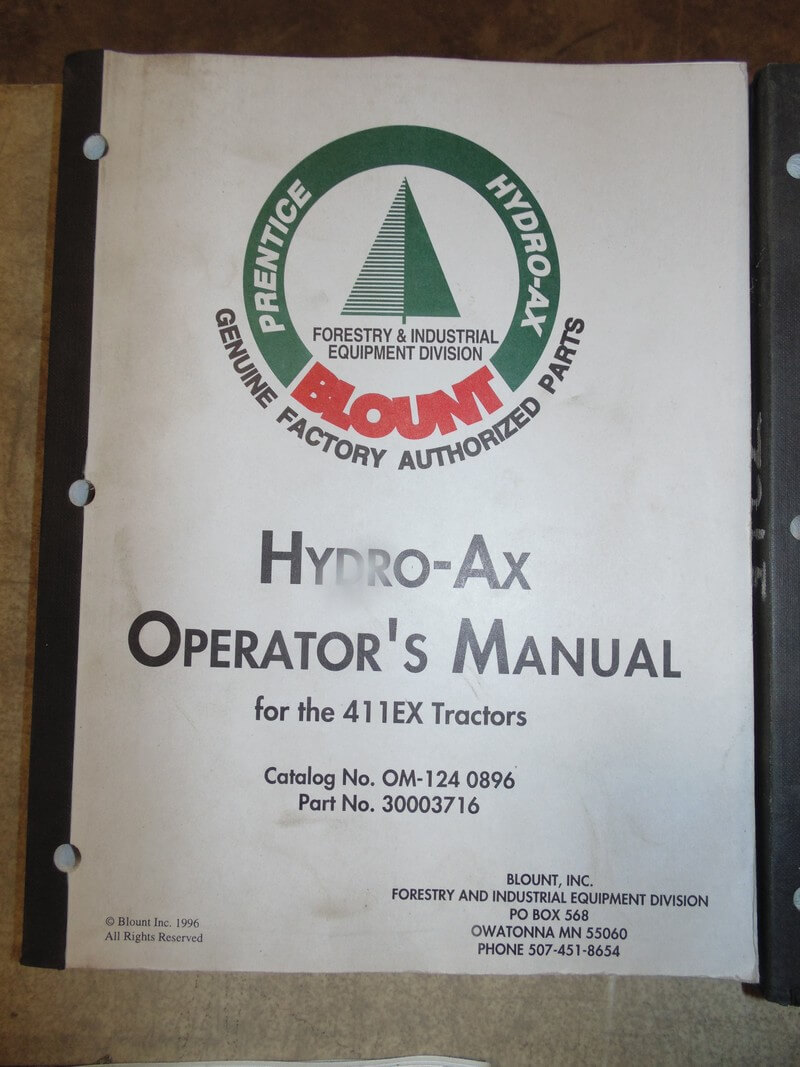 PRENTICE
HYDRO-AX
FORESTRY & INDUSTRIAL
EQUIPMENT DIVISION
BLOUNT
GENUINE FACTORY AUTHORIZED PARTS
HYDRO-AX
OPERATOR'S MANUAL
for the 411EX Tractors
Catalog No. OM-124 0896
Part No. 30003716
© Blount Inc. 1996
All Rights Reserved
BLOUNT, INC.
FORESTRY AND INDUSTRIAL EQUIPMENT DIVISION
PO BOX 568
OWATONNA MN 55060
PHONE 507-451-8654